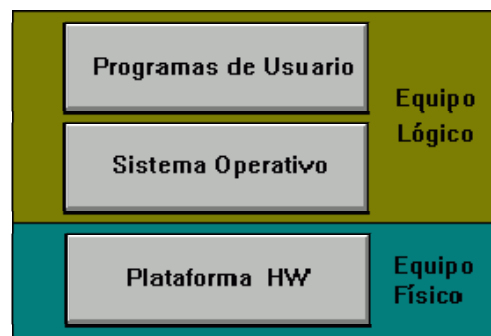 Programas de Usuario
Equipo
Lógico
Sistema Operativo
Plataforma HW
Equipo
Físico